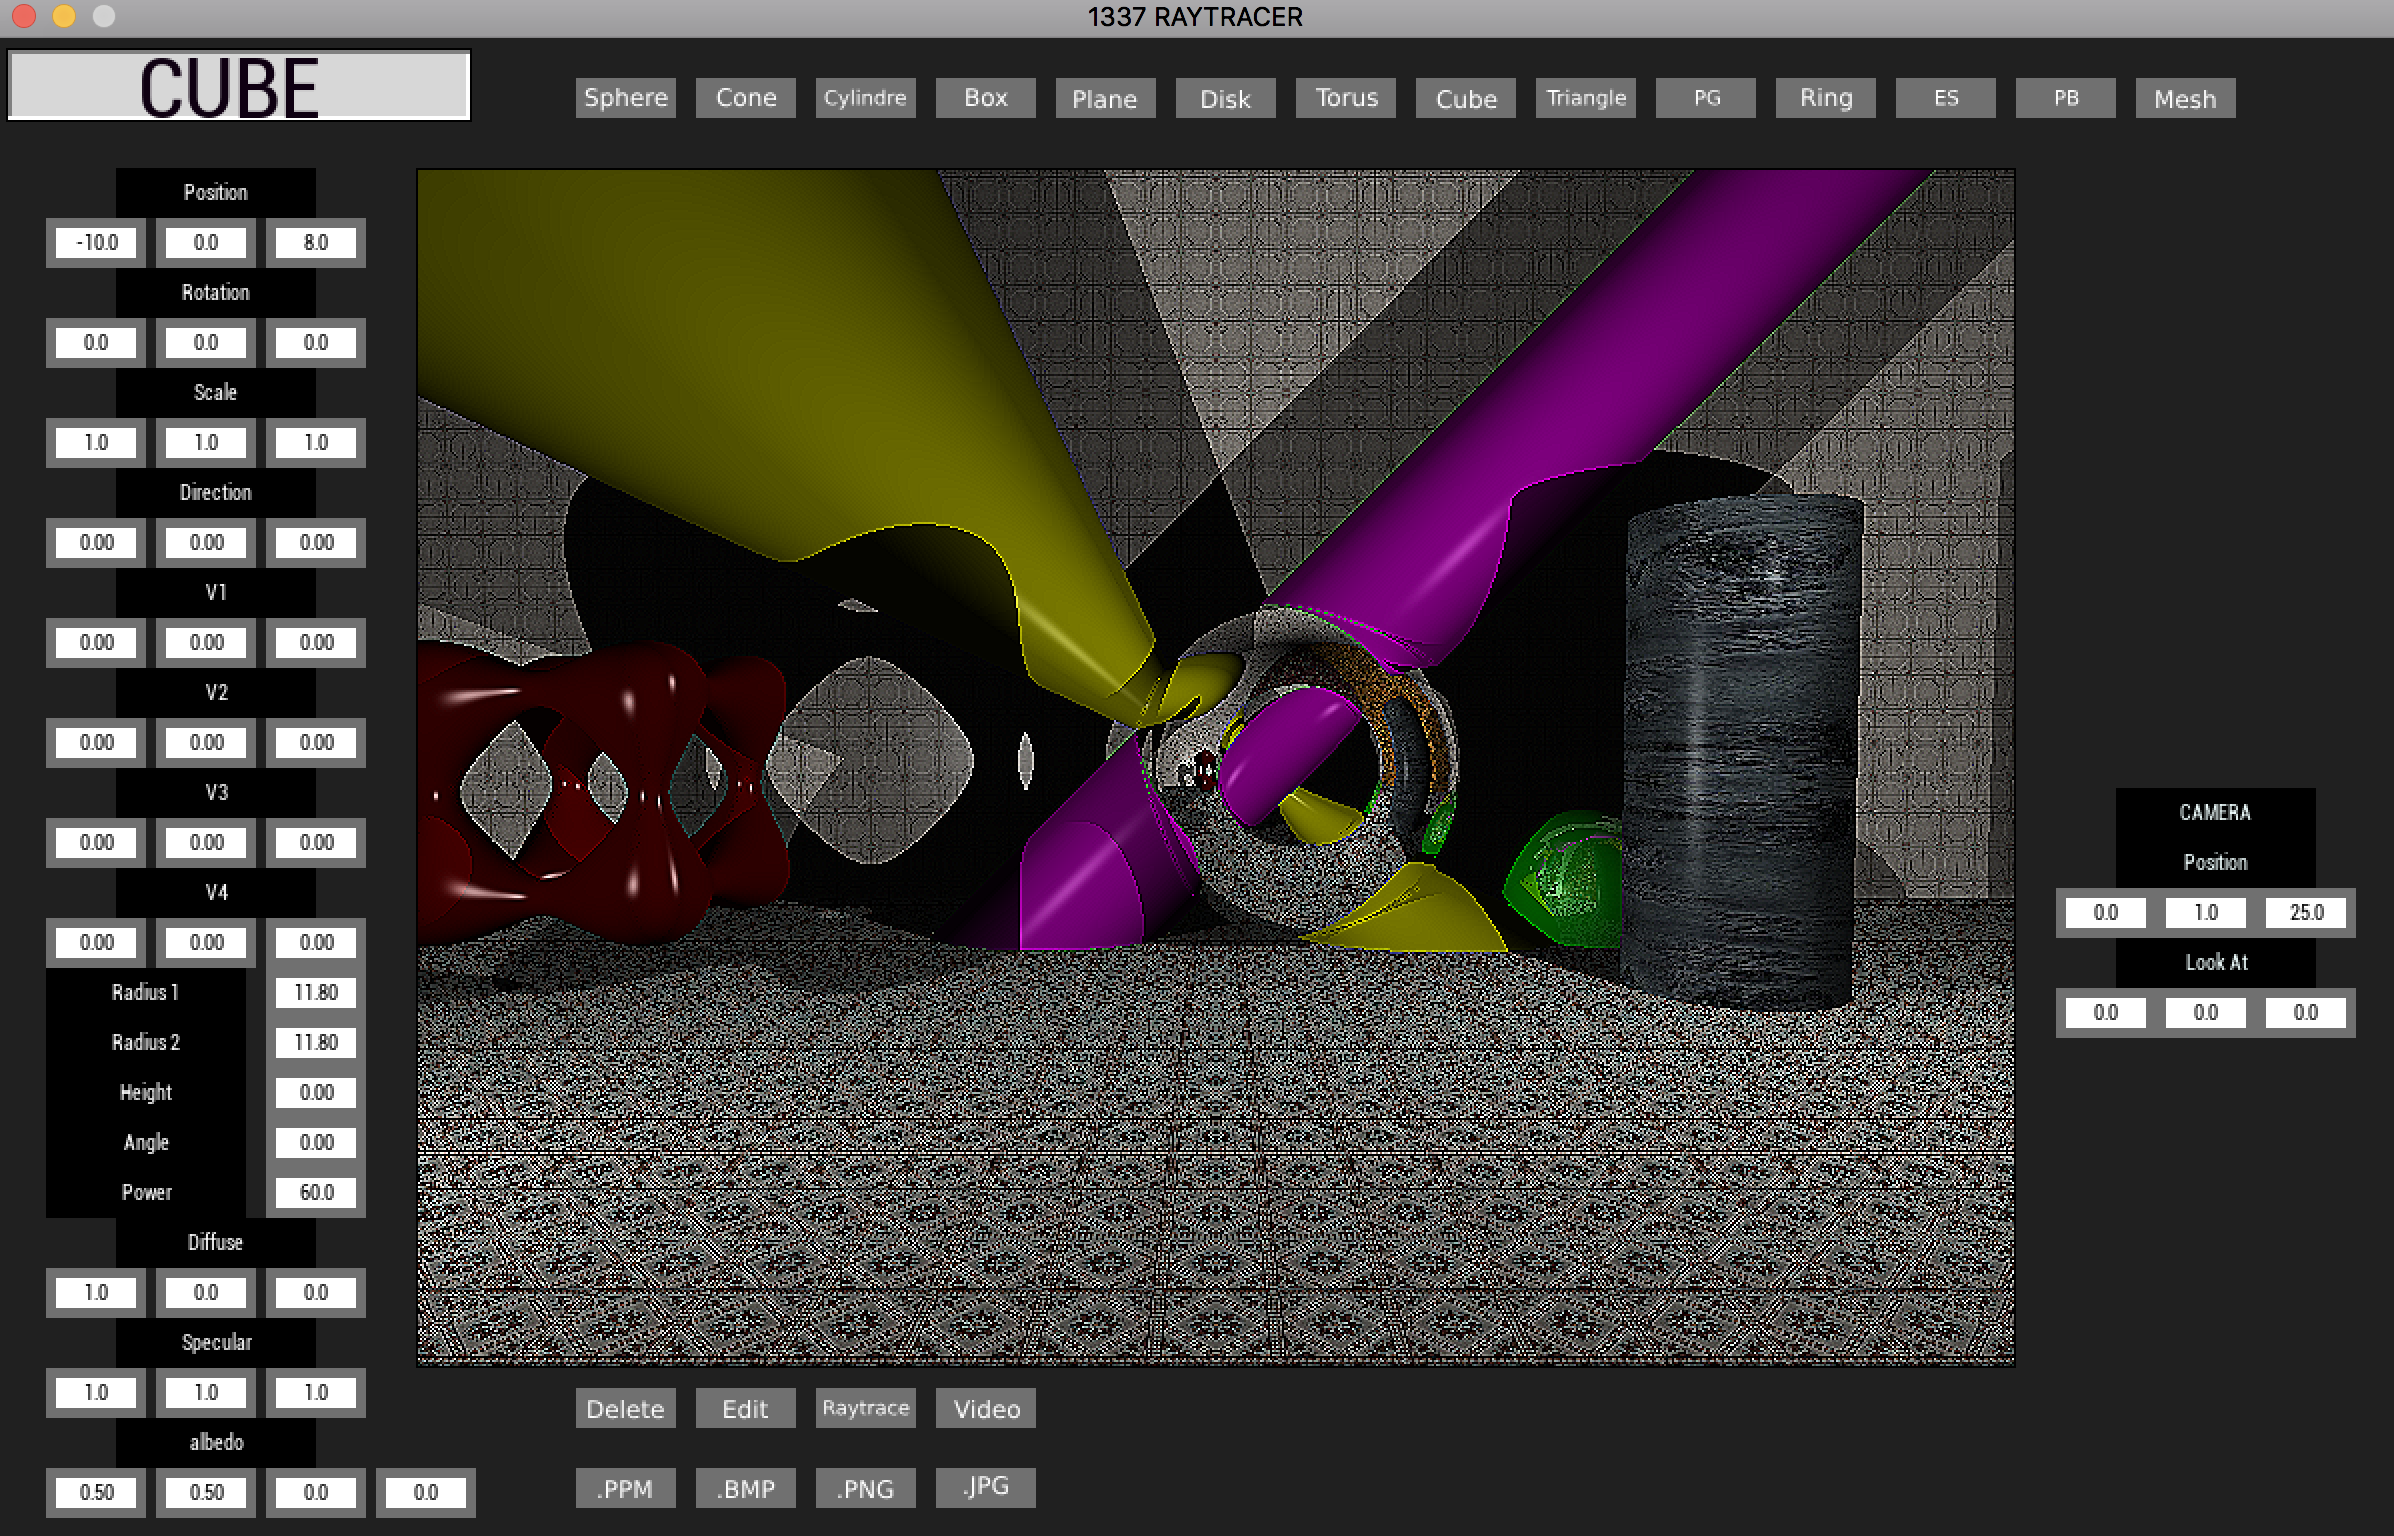 1337 RAYTRACER
CUBE
Sphere Cone Cylindre Box Plane Disk Torus Cube Triangle PG Ring ES PB Mesh
Position
-10.0 0.0 8.0
Rotation
0.0 0.0 0.0
Scale
1.0 1.0 1.0
Direction
0.00 0.00 0.00
V1
0.00 0.00 0.00
V2
0.00 0.00 0.00
V3
0.00 0.00 0.00
V4
0.00 0.00 0.00
Radius 1 11.80
Radius 2 11.80
Height 0.00
Angle 0.00
Power 60.0
Diffuse
1.0 0.0 0.0
Specular
1.0 1.0 1.0
albedo
0.50 0.50 0.0 0.0
CAMERA
Position
0.0 1.0 25.0
Look At
0.0 0.0 0.0
Delete Edit Raytrace Video
.PPM .BMP .PNG .JPG